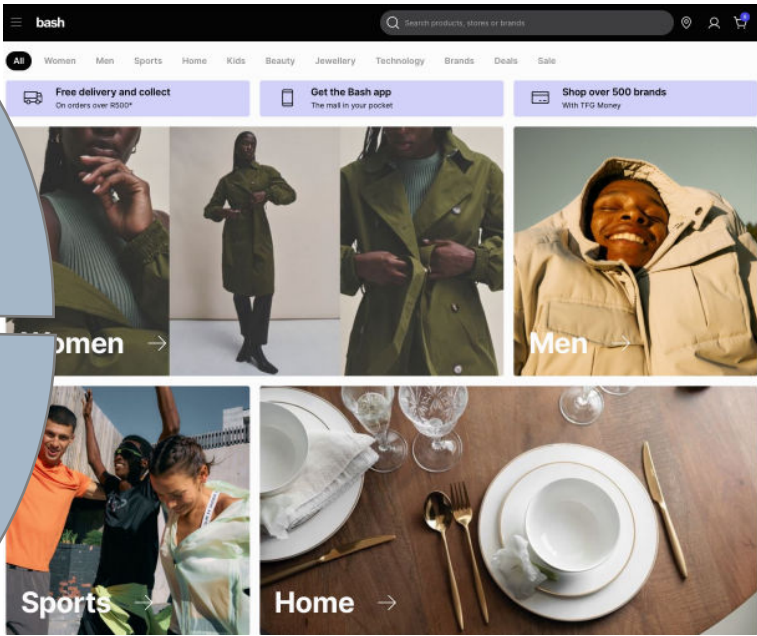 bash
Search products, stores or brands
All Women Men Sports Home Kids Beauty Jewellery Technology Brands Deals Sale
Free delivery and collect
On orders over R500*
Get the Bash app
The mall in your pocket
Shop over 500 brands
With TFG Money
Women →
Men →
Sports →
Home →